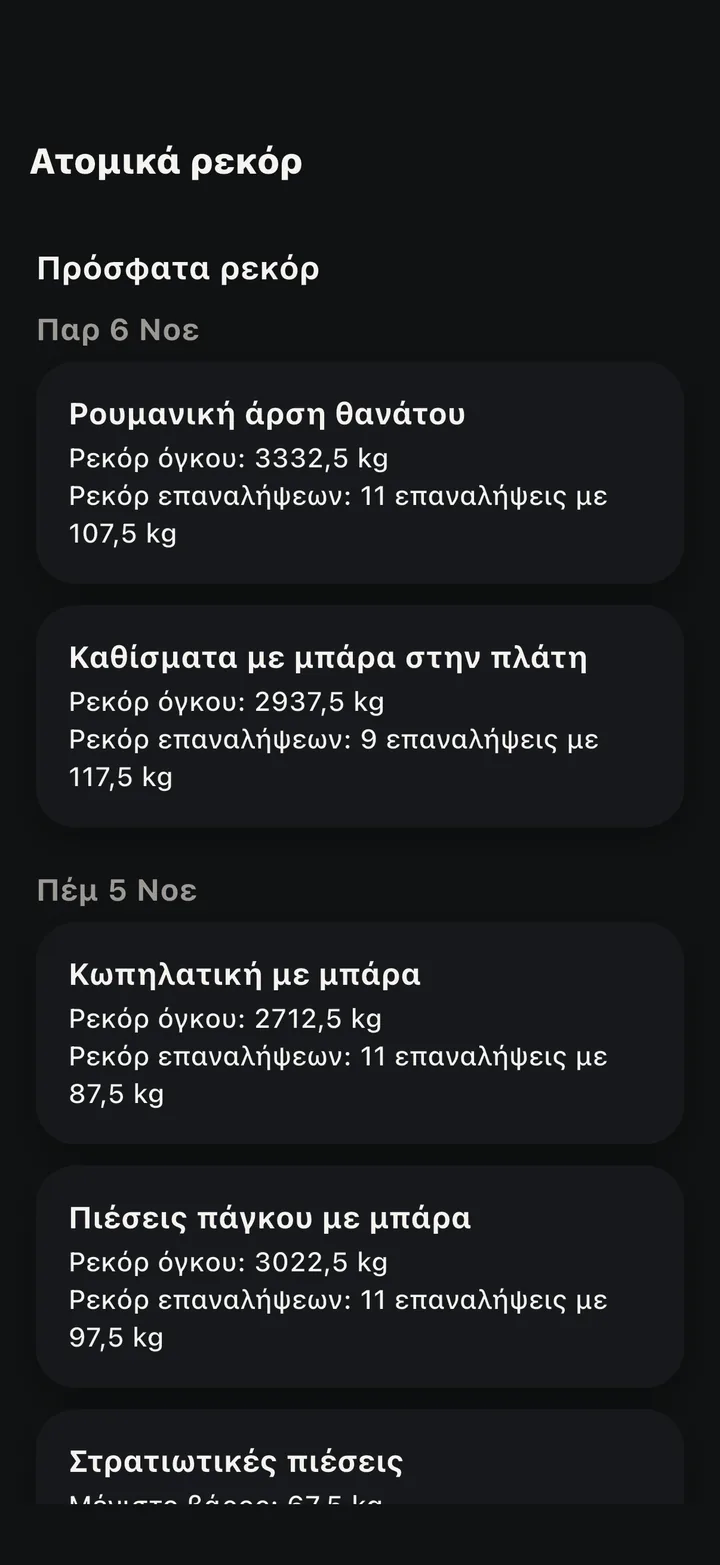 Ατομικά ρεκόρ
Πρόσφατα ρεκόρ
Παρ 6 Νοε
Ρουμανική άρση θανάτου
Ρεκόρ όγκου: 3332,5 kg
Ρεκόρ επαναλήψεων: 11 επαναλήψεις με
107,5 kg
Καθίσματα με μπάρα στην πλάτη
Ρεκόρ όγκου: 2937,5 kg
Ρεκόρ επαναλήψεων: 9 επαναλήψεις με
117,5 kg
Πέμ 5 Νοε
Κωπηλατική με μπάρα
Ρεκόρ όγκου: 2712,5 kg
Ρεκόρ επαναλήψεων: 11 επαναλήψεις με
87,5 kg
Πιέσεις πάγκου με μπάρα
Ρεκόρ όγκου: 3022,5 kg
Ρεκόρ επαναλήψεων: 11 επαναλήψεις με
97,5 kg
Στρατιωτικές πιέσεις